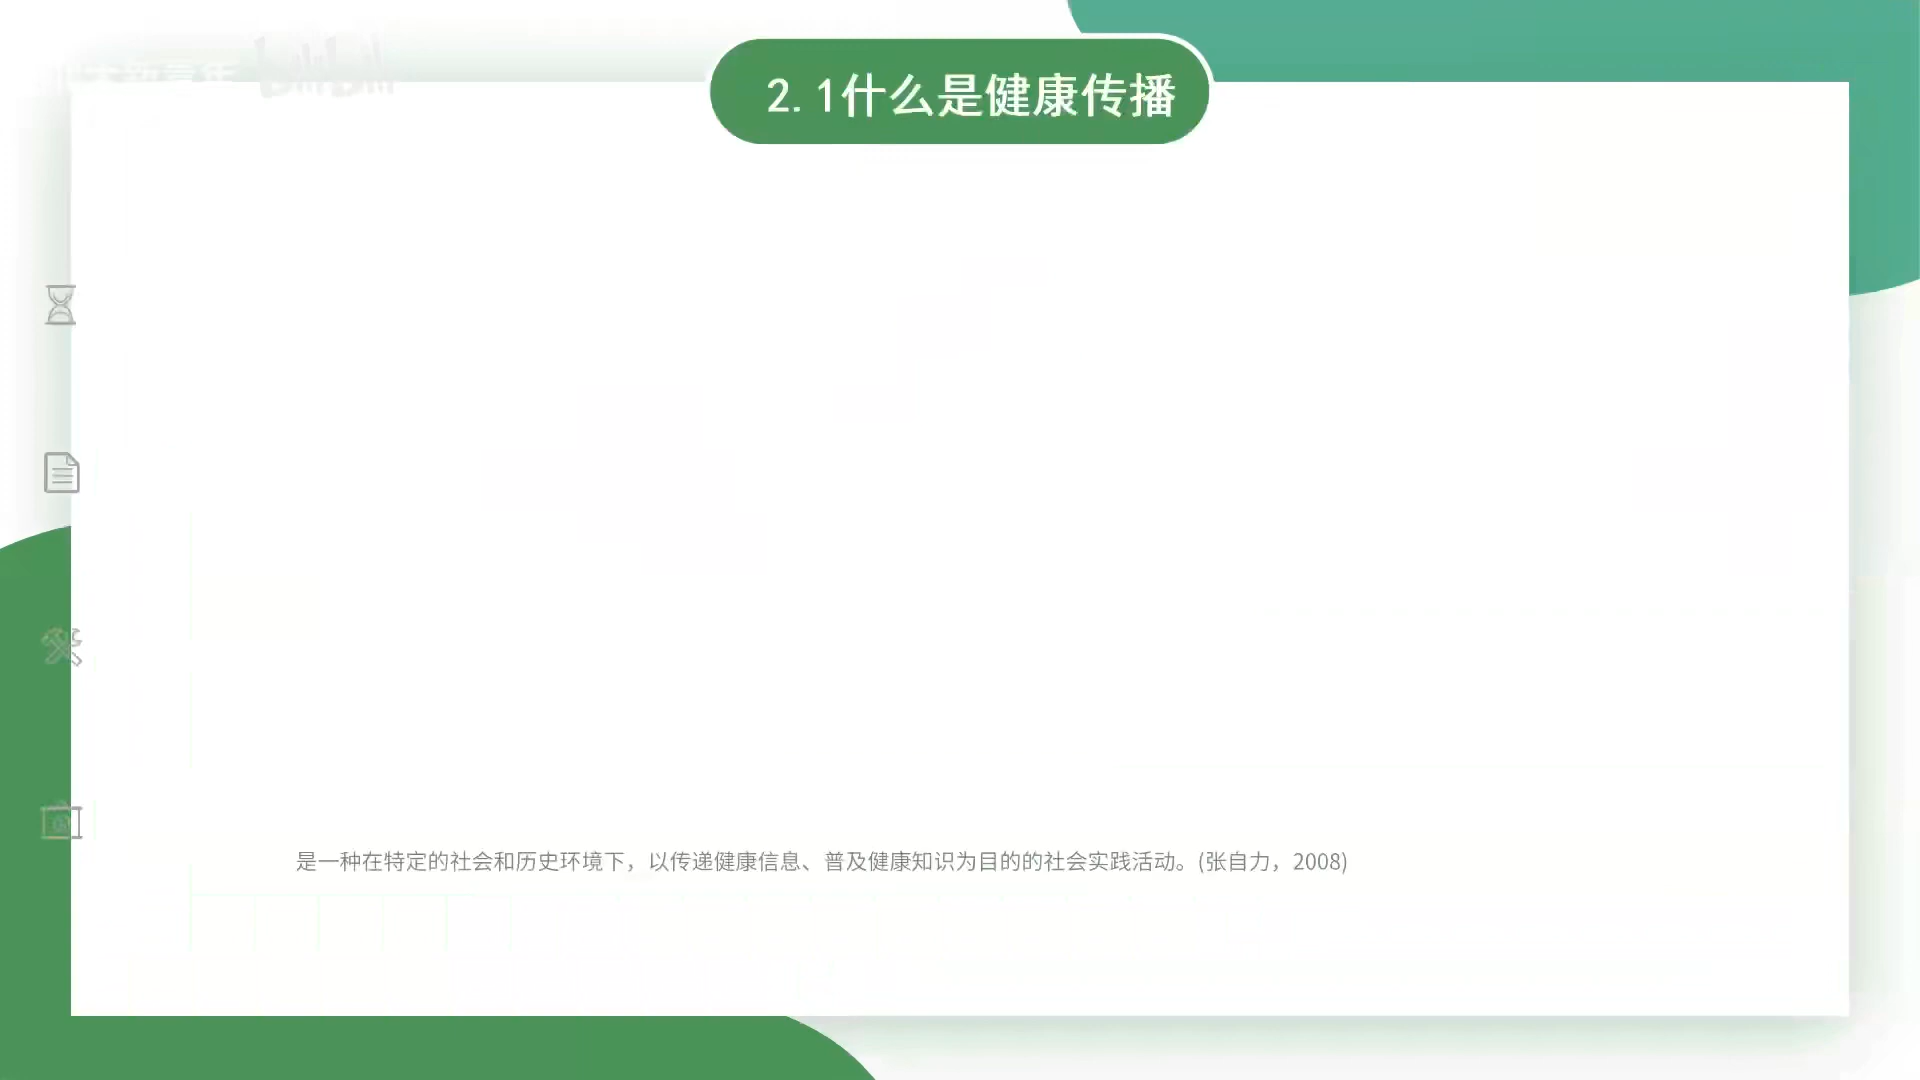 2.1什么是健康传播
是一种在特定的社会和历史环境下，以传递健康信息、普及健康知识为目的的社会实践活动。(张自力，2008)